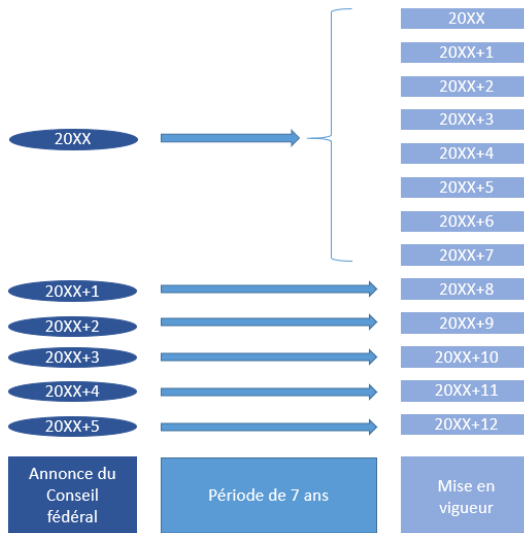 20XX
20XX+1
20XX+2
20XX+3
20XX
20XX+4
20XX+5
20XX+6
20XX+7
20XX+1
20XX+8
20XX+2
20XX+9
20XX+3
20XX+10
20XX+4
20XX+11
20XX+5
20XX+12
Annonce du
Conseil
fédéral
Période de 7 ans
Mise en
vigueur